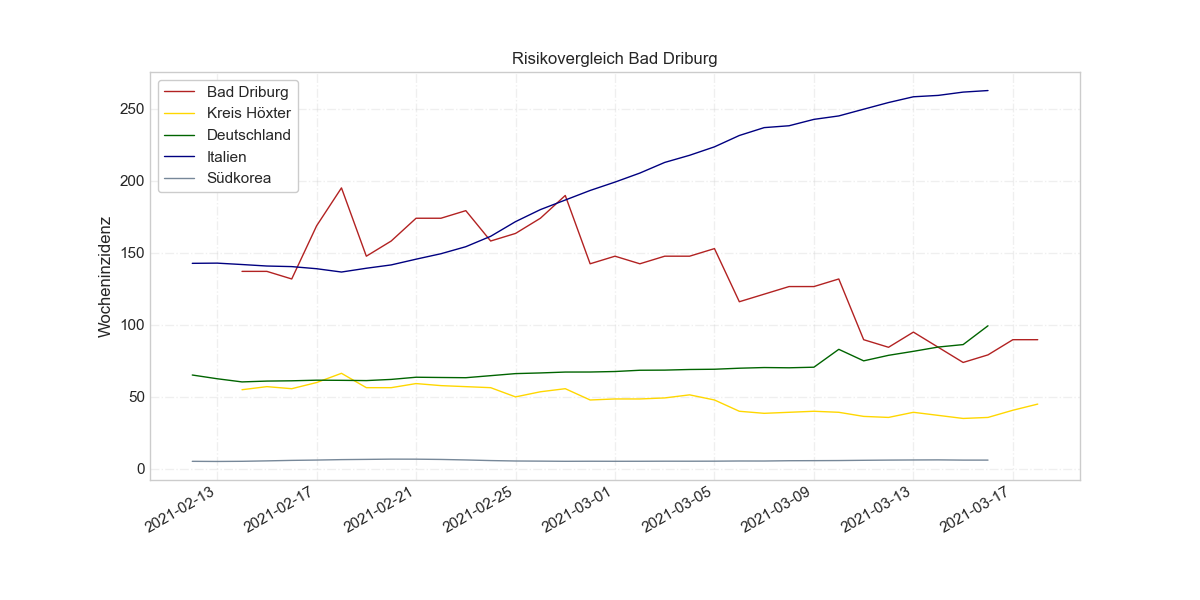 Risikovergleich Bad Driburg
Bad Driburg
Kreis Höxter
Deutschland
Italien
Südkorea
Wocheninzidenz
250
200
150
100
50
0
2021-02-13
2021-02-17
2021-02-21
2021-02-25
2021-03-01
2021-03-05
2021-03-09
2021-03-13
2021-03-17